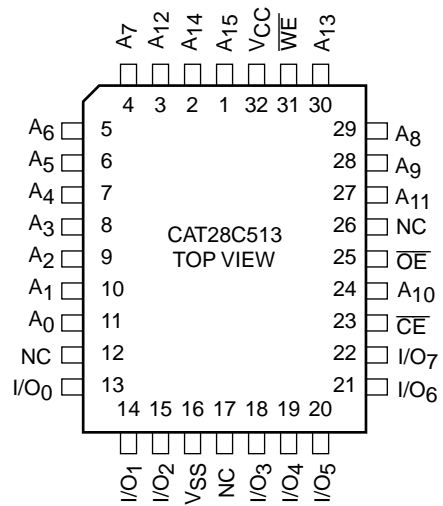 A7 A12 A14 A15 VCC W̅E̅ A13
4 3 2 1 32 31 30
A6 5 29 A8
A5 6 28 A9
A4 7 27 A11
A3 8 26 NC
A2 9 25 O̅E̅
A1 10 24 A10
A0 11 23 C̅E̅
NC 12 22 I/O7
I/O0 13 21 I/O6
CAT28C513
TOP VIEW
14 15 16 17 18 19 20
I/O1 I/O2 VSS NC I/O3 I/O4 I/O5